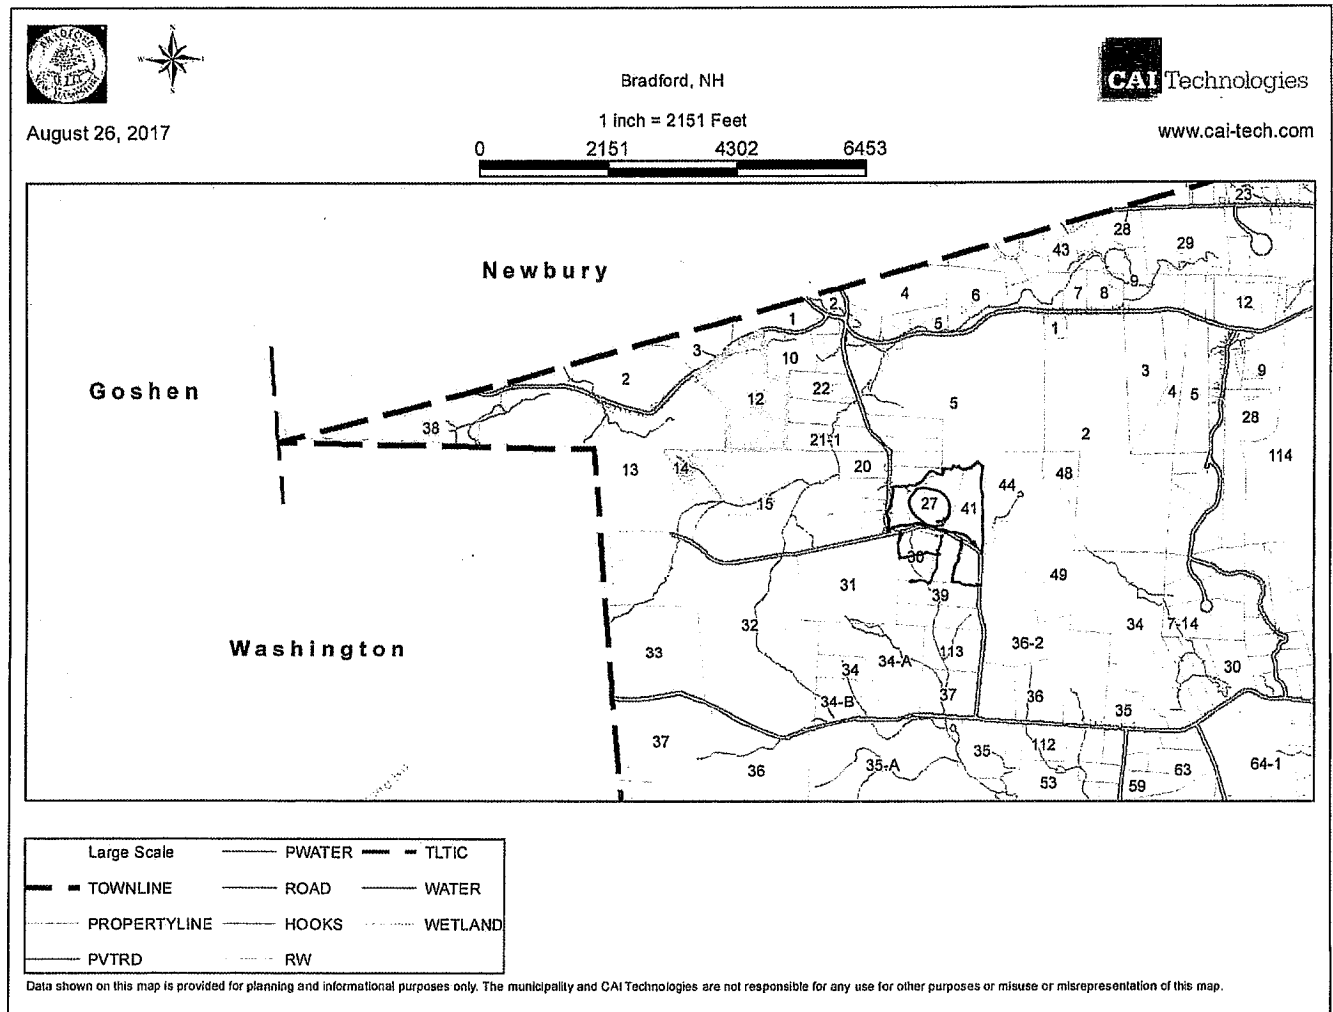 BRADFORD
NEW HAMPSHIRE
N
W
S
Bradford, NH
CAI Technologies
August 26, 2017
1 inch = 2151 Feet
www.cai-tech.com
0 2151 4302 6453
23
28
43
29
Newbury
9
4
6
7
8
2
12
1
5
1
3
10
3
9
2
Goshen
22
4
5
12
5
28
38
2
21-1
114
13
14
20
48
44
15
27
41
38
49
31
39
32
34
7-14
Washington
36-2
33
113
34-A
30
34
37
36
34-B
35
37
112
35
35-A
64-1
36
63
53
59
Large Scale PWATER TLTIC
TOWNLINE ROAD WATER
PROPERTYLINE HOOKS WETLAND
PVTRD RW
Data shown on this map is provided for planning and informational purposes only. The municipality and CAI Technologies are not responsible for any use for other purposes or misuse or misrepresentation of this map.